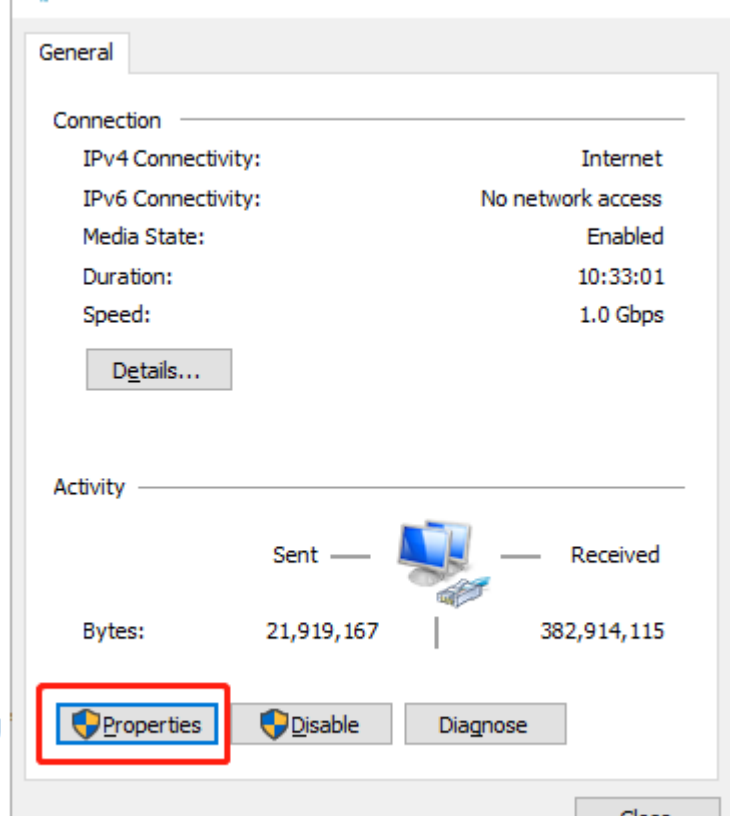 General
Connection
IPv4 Connectivity: Internet
IPv6 Connectivity: No network access
Media State: Enabled
Duration: 10:33:01
Speed: 1.0 Gbps
Details...
Activity
Sent Received
Bytes: 21,919,167 382,914,115
Properties Disable Diagnose
Close